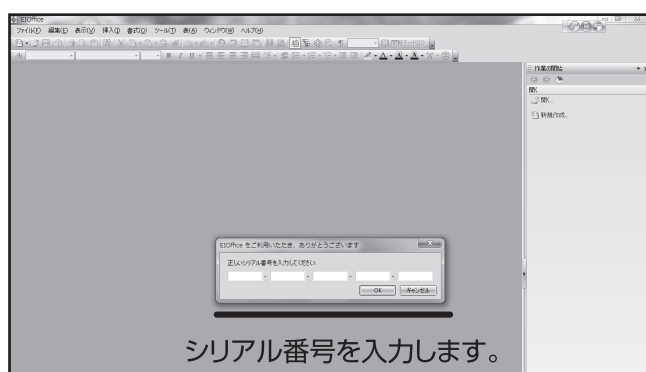 EIOffice
ファイル(F) 編集(E) 表示(V) 挿入(I) 書式(O) ツール(T) 表(A) ウィンドウ(W) ヘルプ(H)
作業の開始
開く
開く...
新規作成...
EIOffice をご利用いただき、ありがとうございます
正しいシリアル番号を入力してください
- - - -
OK キャンセル
シリアル番号を入力します。